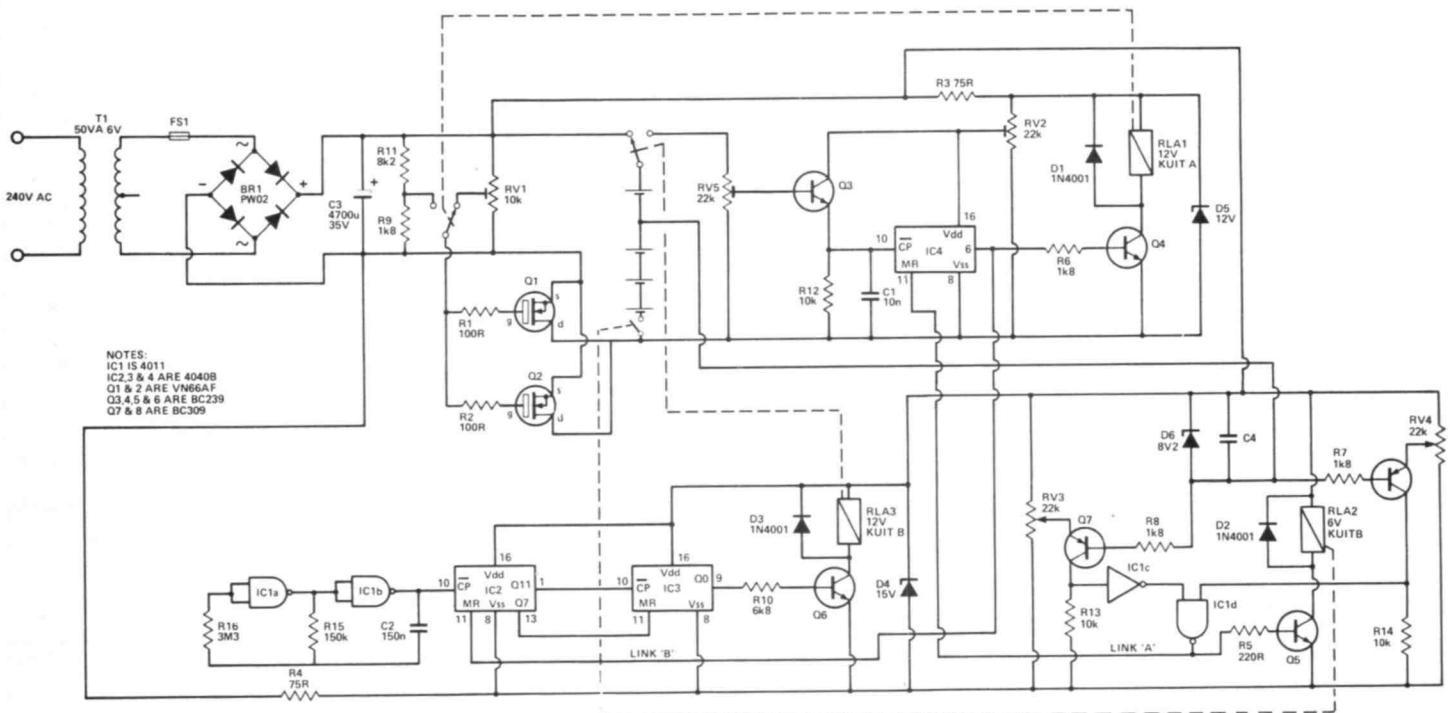 T1
50VA 6V
FS1
240V AC
~
BR1
PW02
–
+
~
+
C3
4700u
35V
R11
8k2
R9
1k8
RV1
10k
R1
100R
Q1
s
g
d
R2
100R
Q2
s
g
d
NOTES:
IC1 IS 4011
IC2,3 & 4 ARE 4040B
Q1 & 2 ARE VN66AF
Q3,4,5 & 6 ARE BC239
Q7 & 8 ARE BC309
RV5
22k
Q3
R3 75R
RV2
22k
D1
1N4001
RLA1
12V
KUIT A
D5
12V
10
CP
MR
11
16
Vdd
IC4
Vss
8
6
R6
1k8
Q4
R12
10k
C1
10n
D6
8V2
C4
RV4
22k
R7
1k8
RV3
22k
Q7
R8
1k8
D2
1N4001
RLA2
6V
KUITB
D3
1N4001
RLA3
12V
KUIT B
IC1a
IC1b
R16
3M3
R15
150k
C2
150n
10
CP
MR
11
16
Vdd
IC2
Vss
8
Q11
1
Q7
13
10
CP
MR
11
16
Vdd
IC3
Vss
8
Q0
9
R10
6k8
Q6
D4
15V
IC1c
IC1d
R13
10k
R5
220R
Q5
R14
10k
LINK 'B'
LINK 'A'
R4
75R